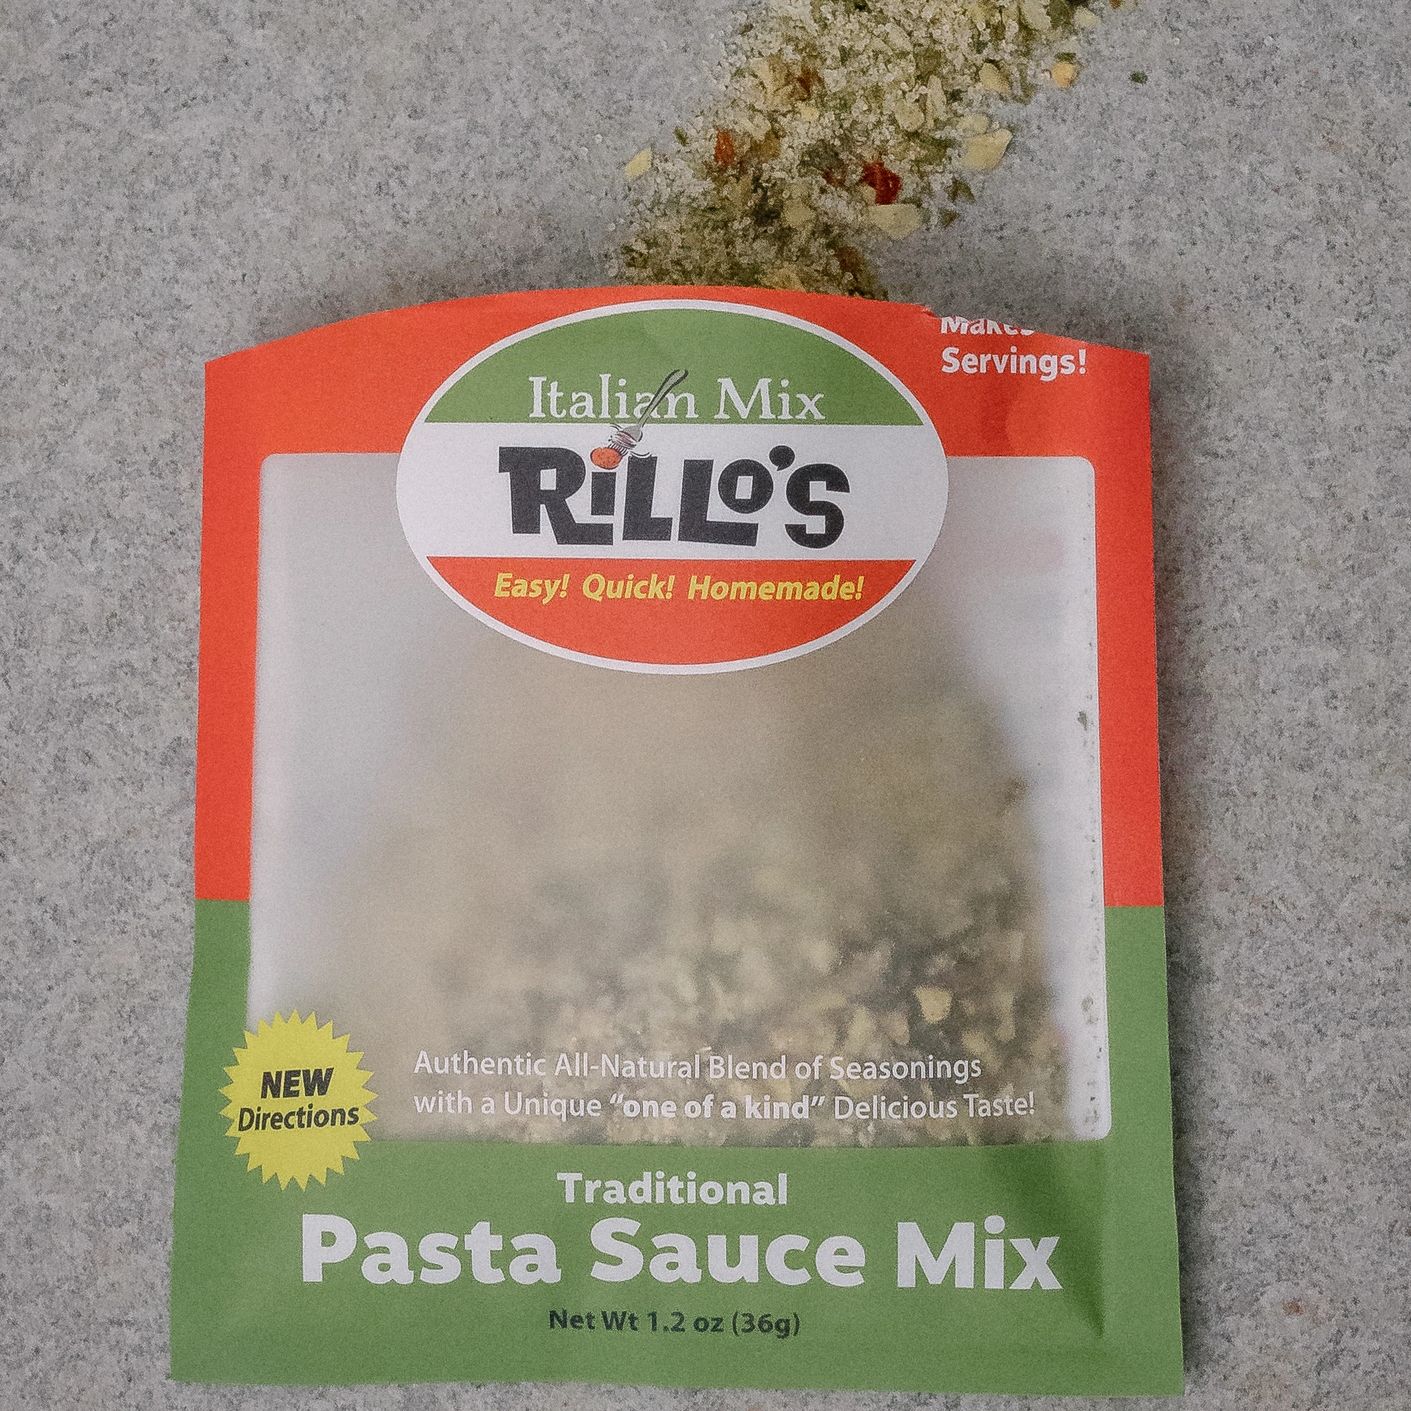 Makes
Servings!
Italian Mix
RiLLO'S
Easy! Quick! Homemade!
Authentic All-Natural Blend of Seasonings
with a Unique "one of a kind" Delicious Taste!
NEW
Directions
Traditional
Pasta Sauce Mix
Net Wt 1.2 oz (36g)